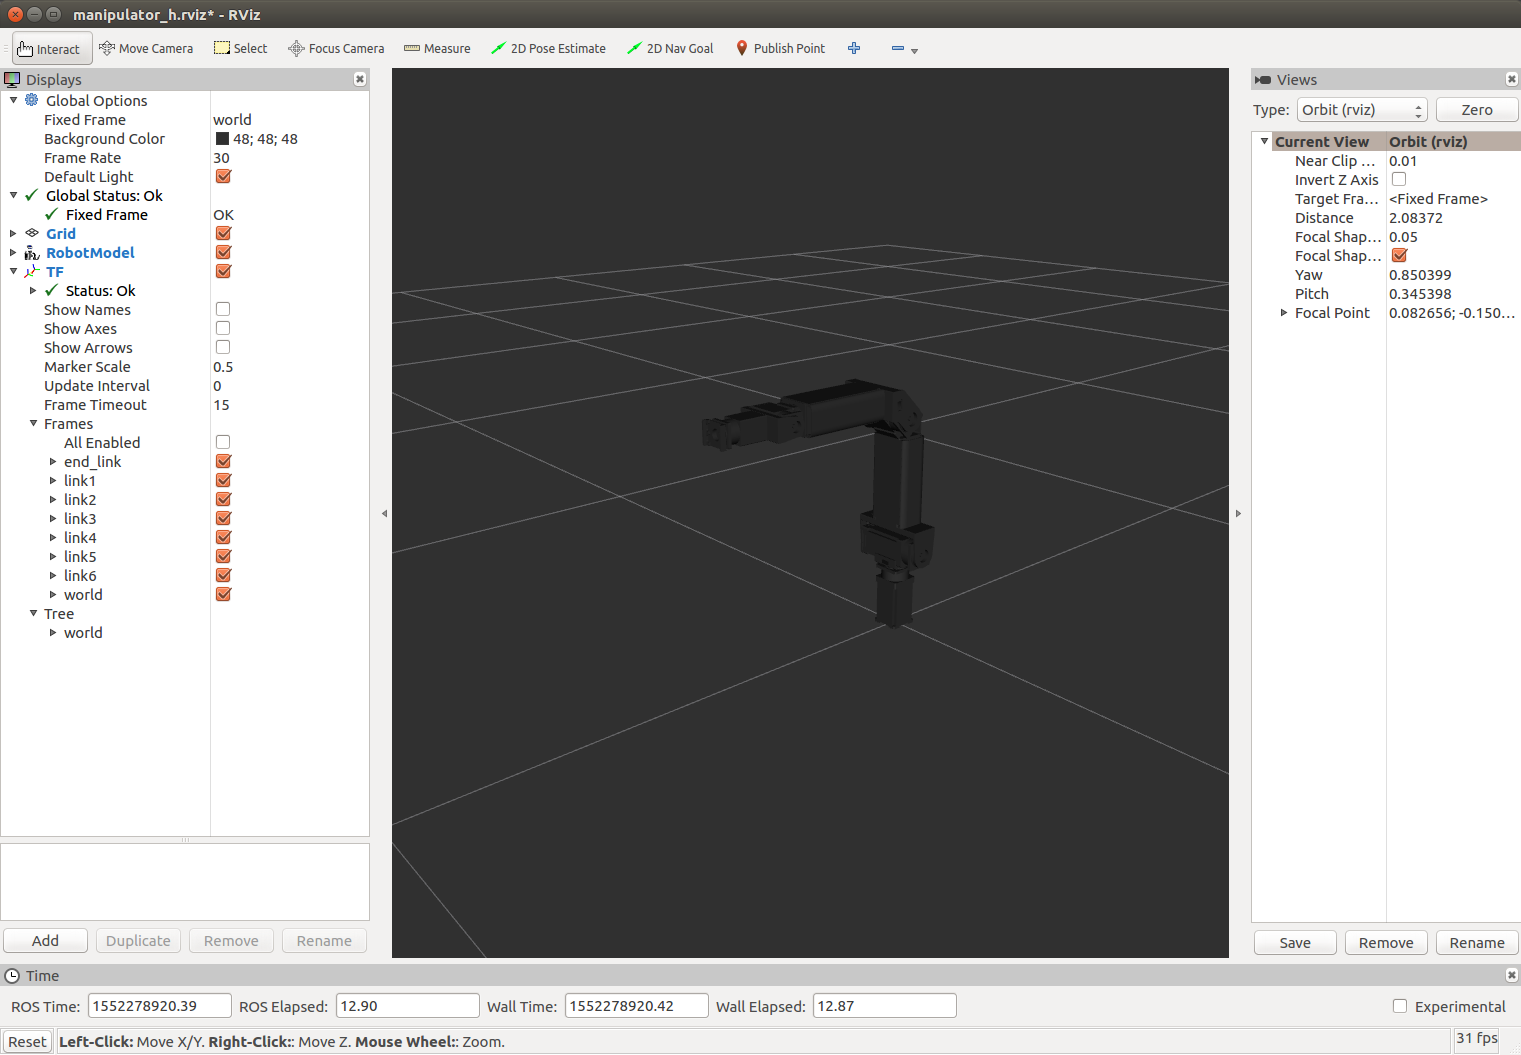 manipulator_h.rviz* - RViz
Interact Move Camera Select Focus Camera Measure 2D Pose Estimate 2D Nav Goal Publish Point
Displays
Global Options
Fixed Frame world
Background Color 48; 48; 48
Frame Rate 30
Default Light
Global Status: Ok
Fixed Frame OK
Grid
RobotModel
TF
Status: Ok
Show Names
Show Axes
Show Arrows
Marker Scale 0.5
Update Interval 0
Frame Timeout 15
Frames
All Enabled
end_link
link1
link2
link3
link4
link5
link6
world
Tree
world
Add Duplicate Remove Rename
Views
Type: Orbit (rviz) Zero
Current View Orbit (rviz)
Near Clip ... 0.01
Invert Z Axis
Target Fra... <Fixed Frame>
Distance 2.08372
Focal Shap... 0.05
Focal Shap...
Yaw 0.850399
Pitch 0.345398
Focal Point 0.082656; -0.150...
Save Remove Rename
Time
ROS Time: 1552278920.39 ROS Elapsed: 12.90 Wall Time: 1552278920.42 Wall Elapsed: 12.87 Experimental
Reset Left-Click: Move X/Y. Right-Click:: Move Z. Mouse Wheel:: Zoom. 31 fps